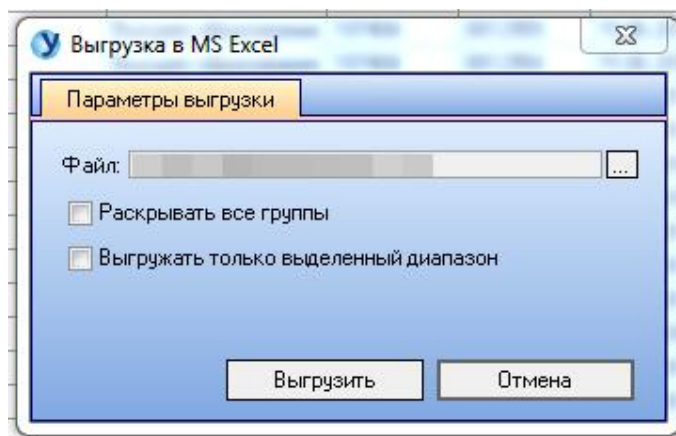 Выгрузка в MS Excel
Параметры выгрузки
Файл:
...
Раскрывать все группы
Выгружать только выделенный диапазон
Выгрузить
Отмена